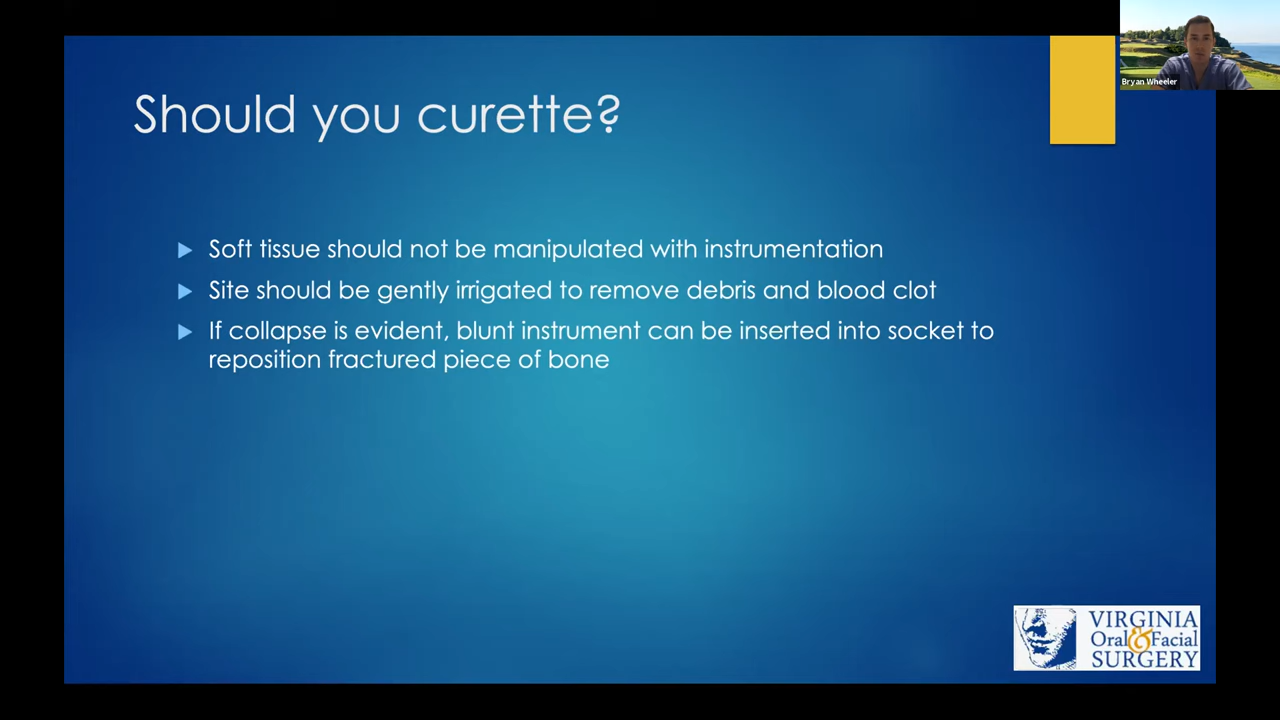 Bryan Wheeler
Should you curette?
Soft tissue should not be manipulated with instrumentation
Site should be gently irrigated to remove debris and blood clot
If collapse is evident, blunt instrument can be inserted into socket to
reposition fractured piece of bone
VIRGINIA
Oral & Facial
SURGERY